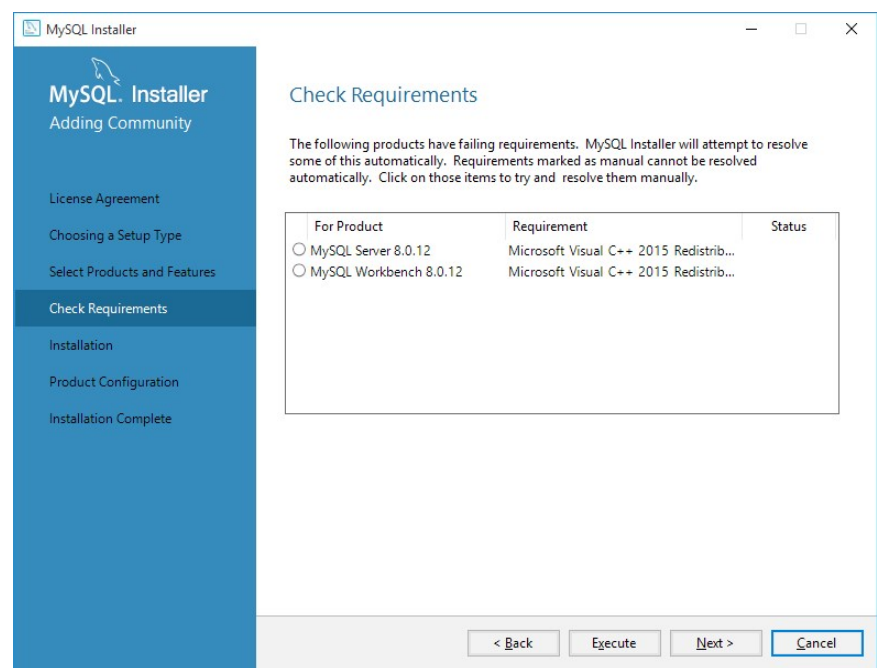 MySQL Installer
MySQL. Installer
Adding Community
License Agreement
Choosing a Setup Type
Select Products and Features
Check Requirements
Installation
Product Configuration
Installation Complete
Check Requirements
The following products have failing requirements. MySQL Installer will attempt to resolve
some of this automatically. Requirements marked as manual cannot be resolved
automatically. Click on those items to try and resolve them manually.
For Product Requirement Status
MySQL Server 8.0.12 Microsoft Visual C++ 2015 Redistrib...
MySQL Workbench 8.0.12 Microsoft Visual C++ 2015 Redistrib...
< Back Execute Next > Cancel